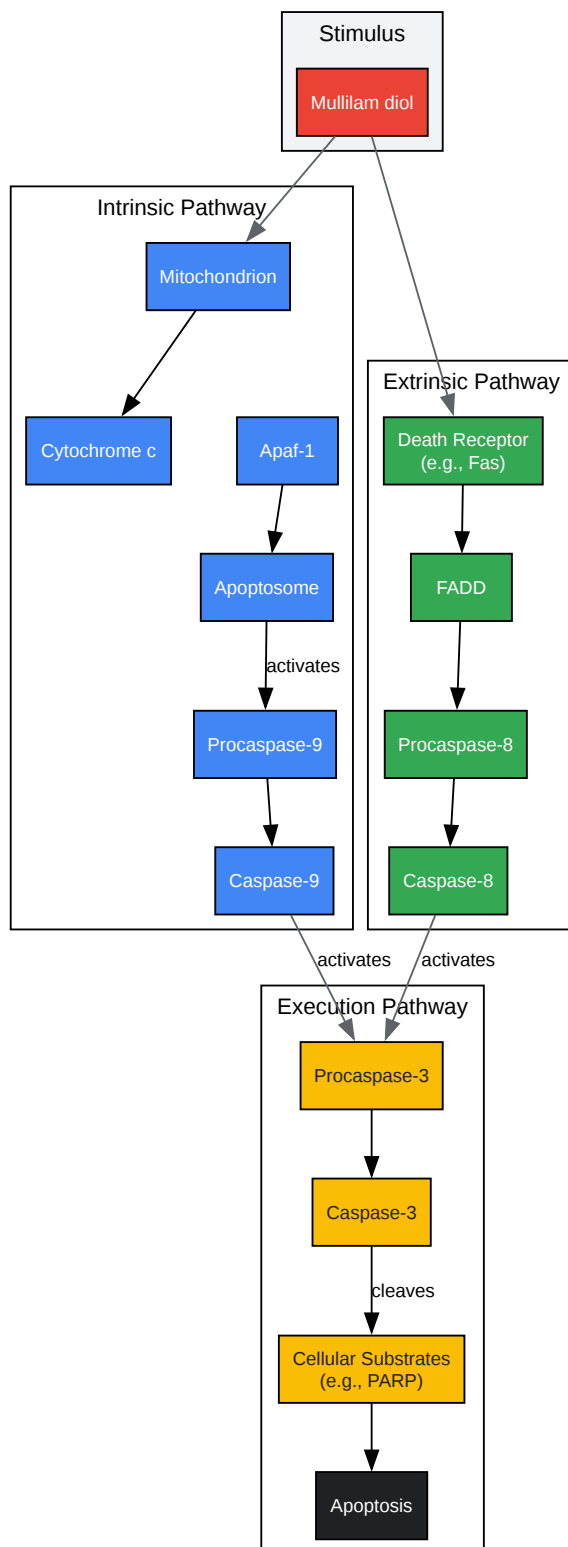 Stimulus
Mullilam diol
Intrinsic Pathway
Mitochondrion
Cytochrome c
Apaf-1
Apoptosome
activates
Procaspase-9
Caspase-9
Extrinsic Pathway
Death Receptor
(e.g., Fas)
FADD
Procaspase-8
Caspase-8
activates
activates
Execution Pathway
Procaspase-3
Caspase-3
cleaves
Cellular Substrates
(e.g., PARP)
Apoptosis